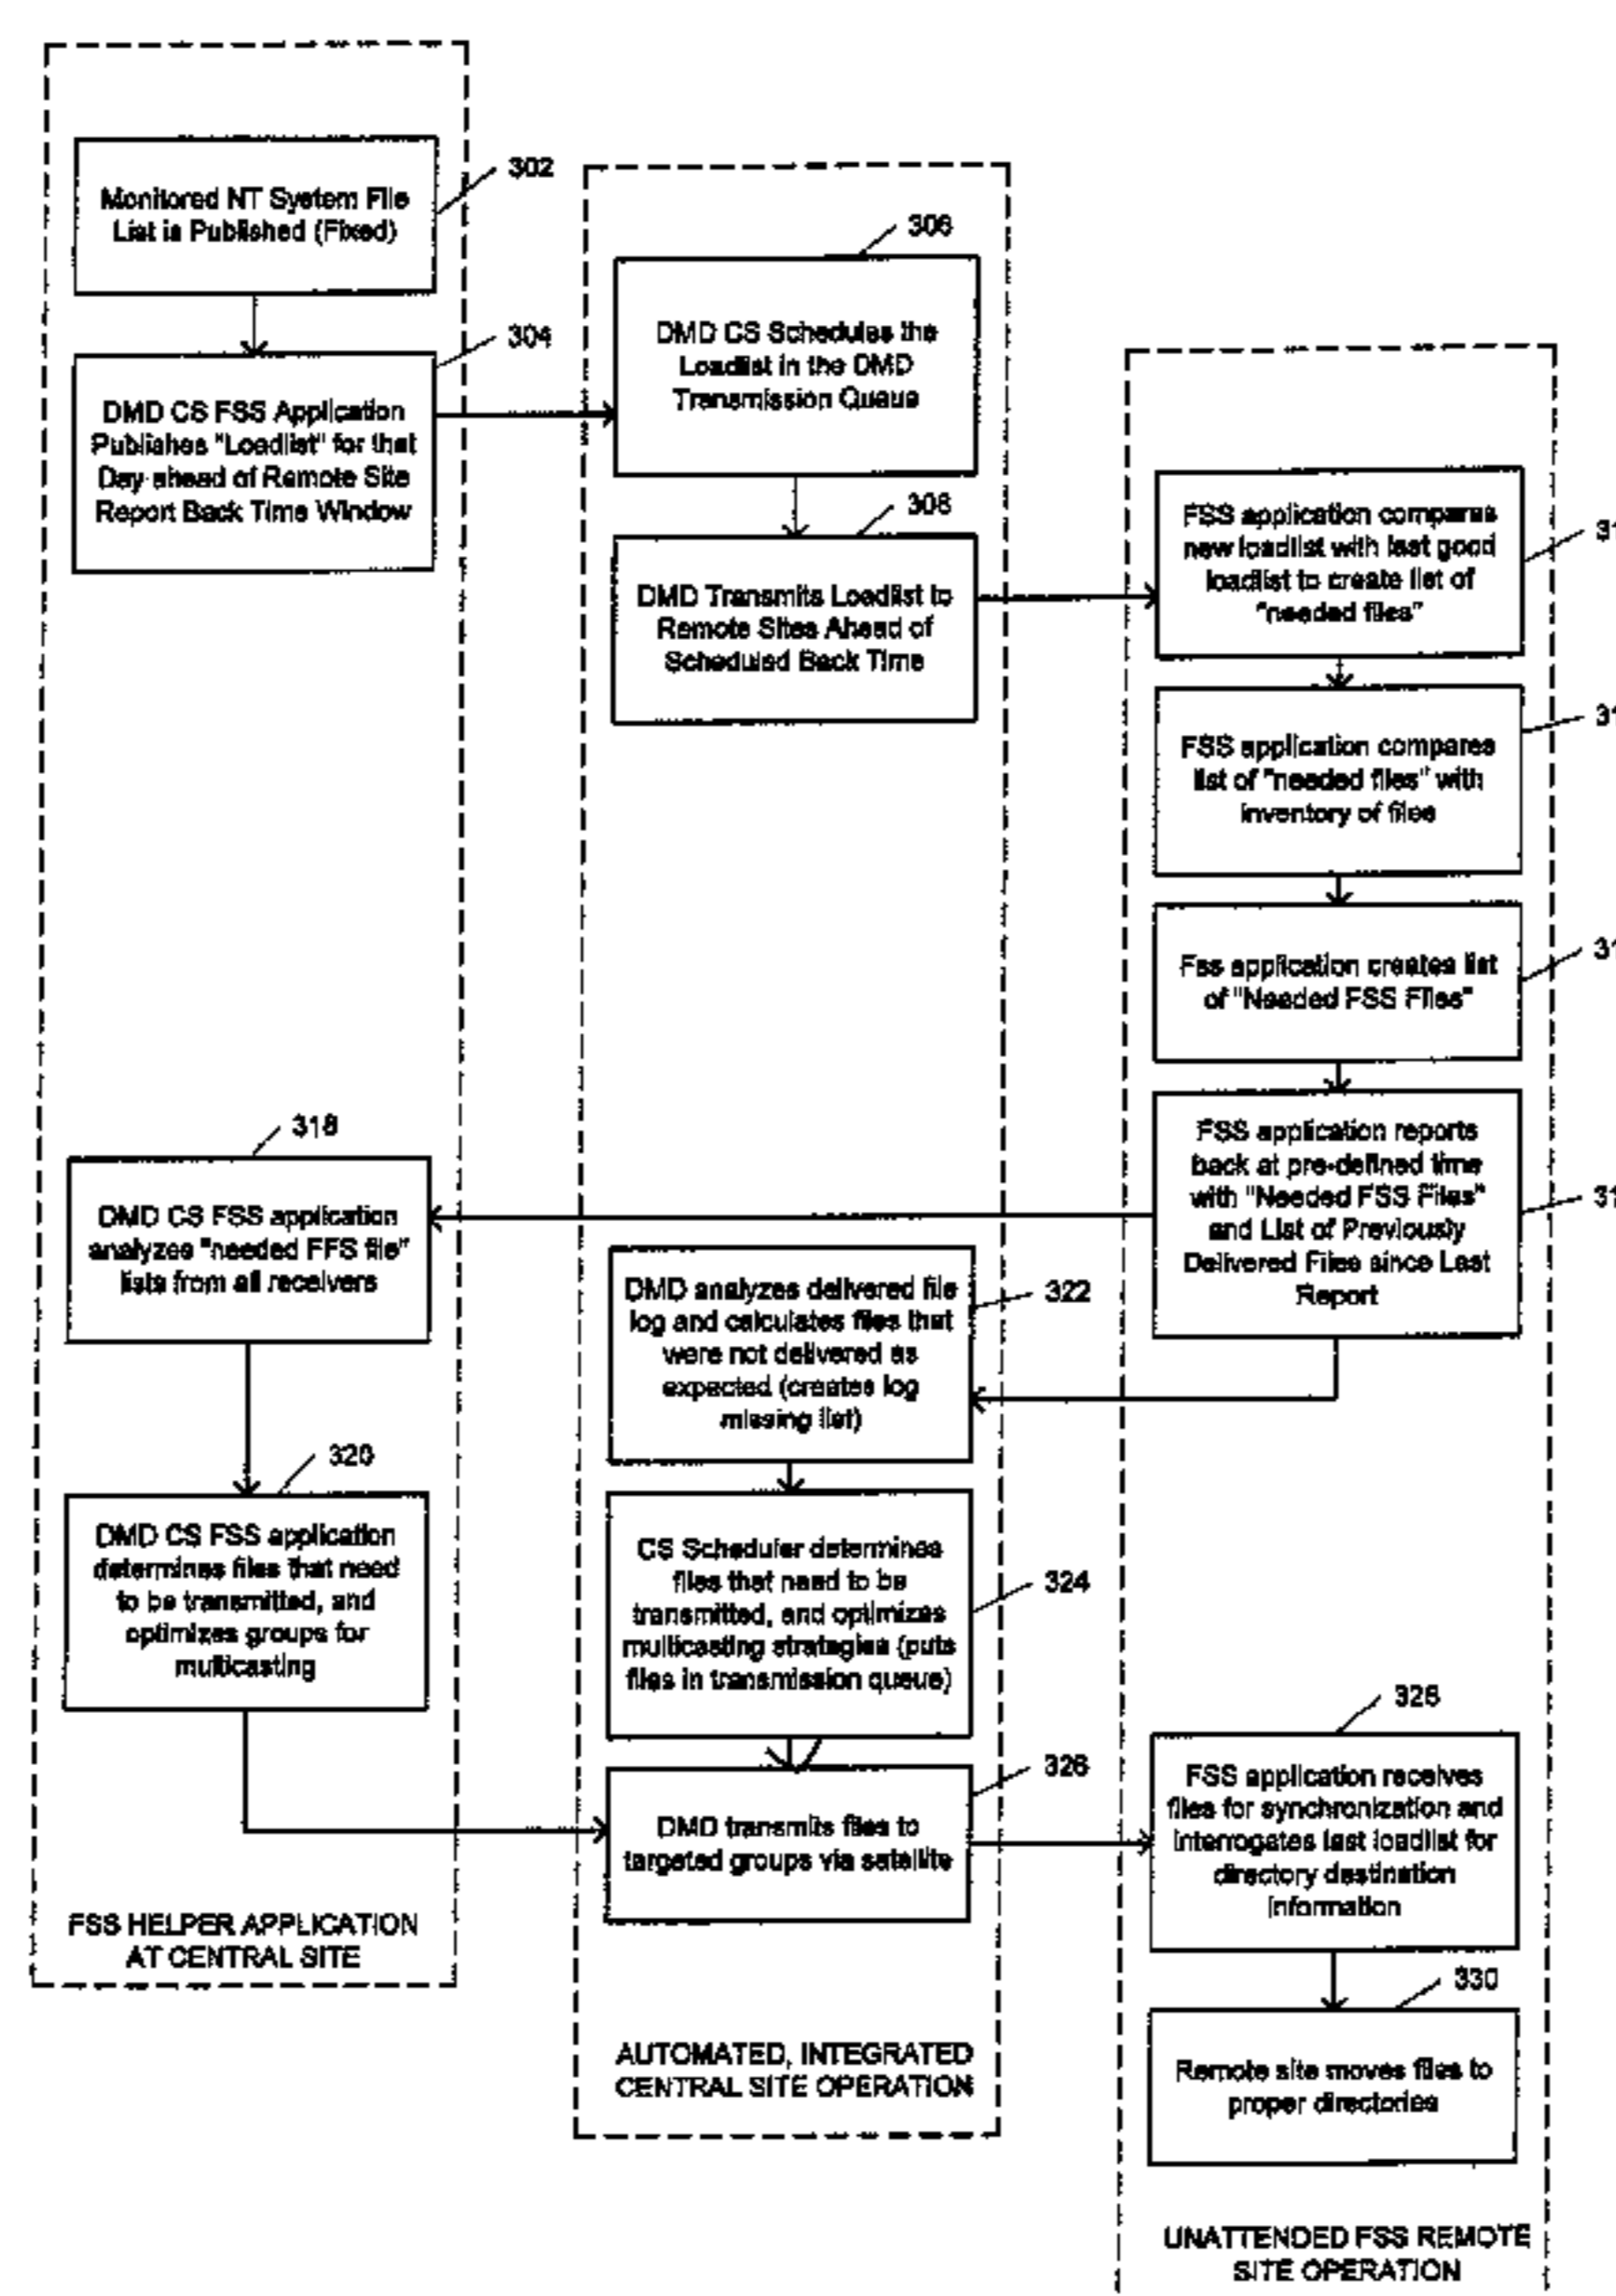 302
Monitored NT System File
List is Published (Fixed)
304
DMD CS FSS Application
Publishes "Loadlist" for that
Day ahead of Remote Site
Report Back Time Window
306
DMD CS Schedules the
Loadlist in the DMD
Transmission Queue
308
DMD Transmits Loadlist to
Remote Sites Ahead of
Scheduled Back Time
FSS application compares
new loadlist with last good
loadlist to create list of
"needed files"
31
FSS application compares
list of "needed files" with
inventory of files
31
Fss application creates list
of "Needed FSS Files"
31
FSS application reports
back at pre-defined time
with "Needed FSS Files"
and List of Previously
Delivered Files since Last
Report
31
318
DMD CS FSS application
analyzes "needed FFS file"
lists from all receivers
320
DMD CS FSS application
determines files that need
to be transmitted, and
optimizes groups for
multicasting
322
DMD analyzes delivered file
log and calculates files that
were not delivered as
expected (creates log
missing list)
324
CS Scheduler determines
files that need to be
transmitted, and optimizes
multicasting strategies (puts
files in transmission queue)
326
DMD transmits files to
targeted groups via satellite
328
FSS application receives
files for synchronization and
interrogates last loadlist for
directory destination
information
330
Remote site moves files to
proper directories
FSS HELPER APPLICATION
AT CENTRAL SITE
AUTOMATED, INTEGRATED
CENTRAL SITE OPERATION
UNATTENDED FSS REMOTE
SITE OPERATION